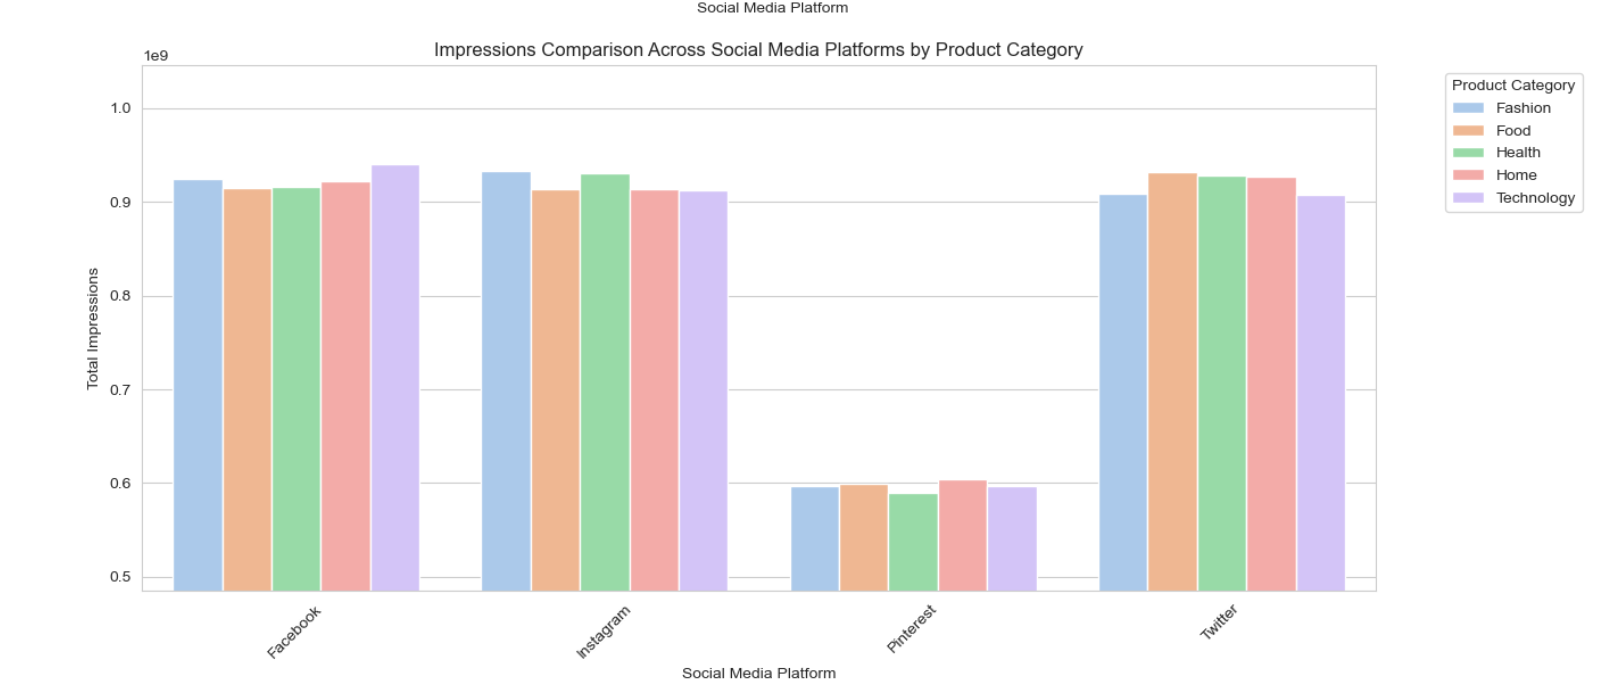 Social Media Platform
Impressions Comparison Across Social Media Platforms by Product Category
1e9
1.0
0.9
0.8
0.7
0.6
0.5
Total Impressions
Facebook
Instagram
Pinterest
Twitter
Social Media Platform
Product Category
Fashion
Food
Health
Home
Technology